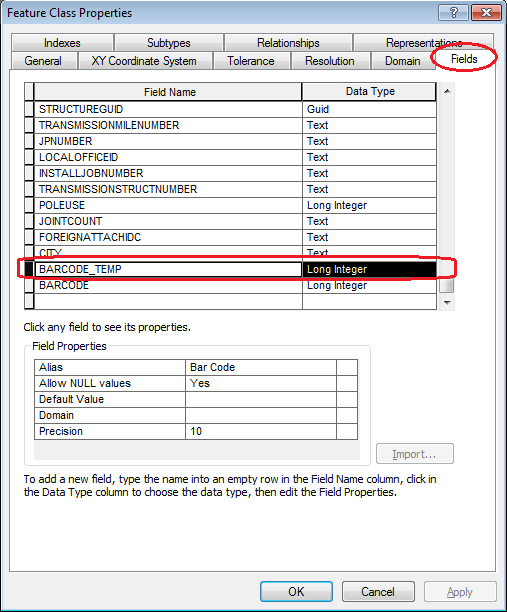 Feature Class Properties
Indexes Subtypes Relationships Representations
General XY Coordinate System Tolerance Resolution Domain Fields
Field Name Data Type
STRUCTUREGUID Guid
TRANSMISSIONMILENUMBER Text
JPNUMBER Text
LOCALOFFICEID Text
INSTALLJOBNUMBER Text
TRANSMISSIONSTRUCTNUMBER Text
POLEUSE Long Integer
JOINTCOUNT Text
FOREIGNATTACHIDC Text
CITY Text
BARCODE_TEMP Long Integer
BARCODE Long Integer
Click any field to see its properties.
Field Properties
Alias Bar Code
Allow NULL values Yes
Default Value
Domain
Precision 10
Import...
To add a new field, type the name into an empty row in the Field Name column, click in
the Data Type column to choose the data type, then edit the Field Properties.
OK Cancel Apply